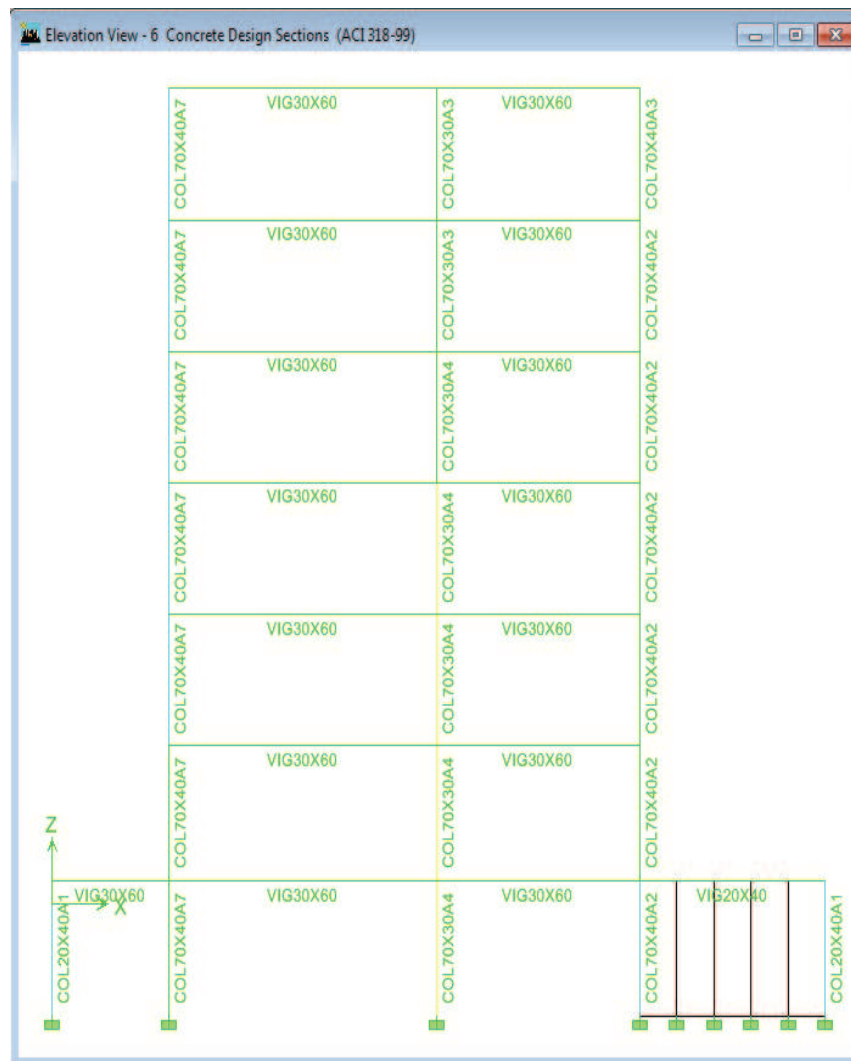 Elevation View - 6 Concrete Design Sections (ACI 318-99)
VIG30X60 VIG30X60
COL70X40A7 COL70X30A3 COL70X40A3
VIG30X60 VIG30X60
COL70X40A7 COL70X30A3 COL70X40A2
VIG30X60 VIG30X60
COL70X40A7 COL70X30A4 COL70X40A2
VIG30X60 VIG30X60
COL70X40A7 COL70X30A4 COL70X40A2
VIG30X60 VIG30X60
COL70X40A7 COL70X30A4 COL70X40A2
VIG30X60 VIG30X60
COL70X40A7 COL70X30A4 COL70X40A2
Z
VIG30X60 VIG30X60 VIG30X60 VIG20X40
X
COL20X40A1 COL70X40A7 COL70X30A4 COL70X40A2 COL20X40A1